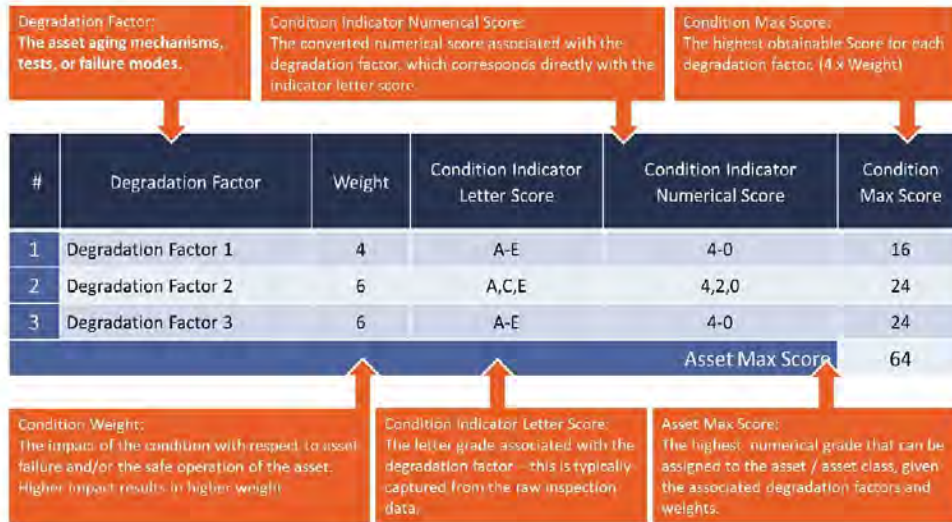 Degradation Factor:
The asset aging mechanisms,
tests, or failure modes.
Condition Indicator Numerical Score:
The converted numerical score associated with the
degradation factor, which corresponds directly with the
indicator letter score.
Condition Max Score:
The highest obtainable Score for each
degradation factor. (4 x Weight)
# Degradation Factor Weight Condition Indicator Letter Score Condition Indicator Numerical Score Condition Max Score
1 Degradation Factor 1 4 A-E 4-0 16
2 Degradation Factor 2 6 A,C,E 4,2,0 24
3 Degradation Factor 3 6 A-E 4-0 24
Asset Max Score 64
Condition Weight:
The impact of the condition with respect to asset
failure and/or the safe operation of the asset.
Higher impact results in higher weight
Condition Indicator Letter Score:
The letter grade associated with the
degradation factor – this is typically
captured from the raw inspection
data.
Asset Max Score:
The highest numerical grade that can be
assigned to the asset / asset class, given
the associated degradation factors and
weights.